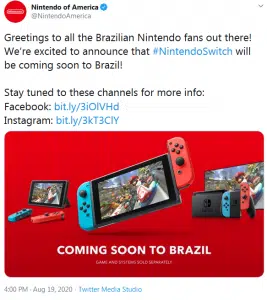 Nintendo of America
@NintendoAmerica
Greetings to all the Brazilian Nintendo fans out there!
We're excited to announce that #NintendoSwitch will
be coming soon to Brazil!
Stay tuned to these channels for more info:
Facebook: bit.ly/3iOlVHd
Instagram: bit.ly/3kT3ClY
COMING SOON TO BRAZIL
GAME AND SYSTEMS SOLD SEPARATELY
4:00 PM · Aug 19, 2020 · Twitter Media Studio